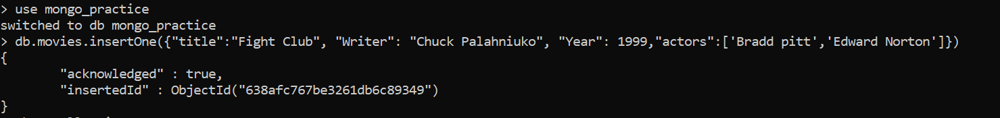 > use mongo_practice
switched to db mongo_practice
> db.movies.insertOne({"title":"Fight Club", "Writer": "Chuck Palahniuko", "Year": 1999,"actors":['Bradd pitt','Edward Norton']})
{
        "acknowledged" : true,
        "insertedId" : ObjectId("638afc767be3261db6c89349")
}